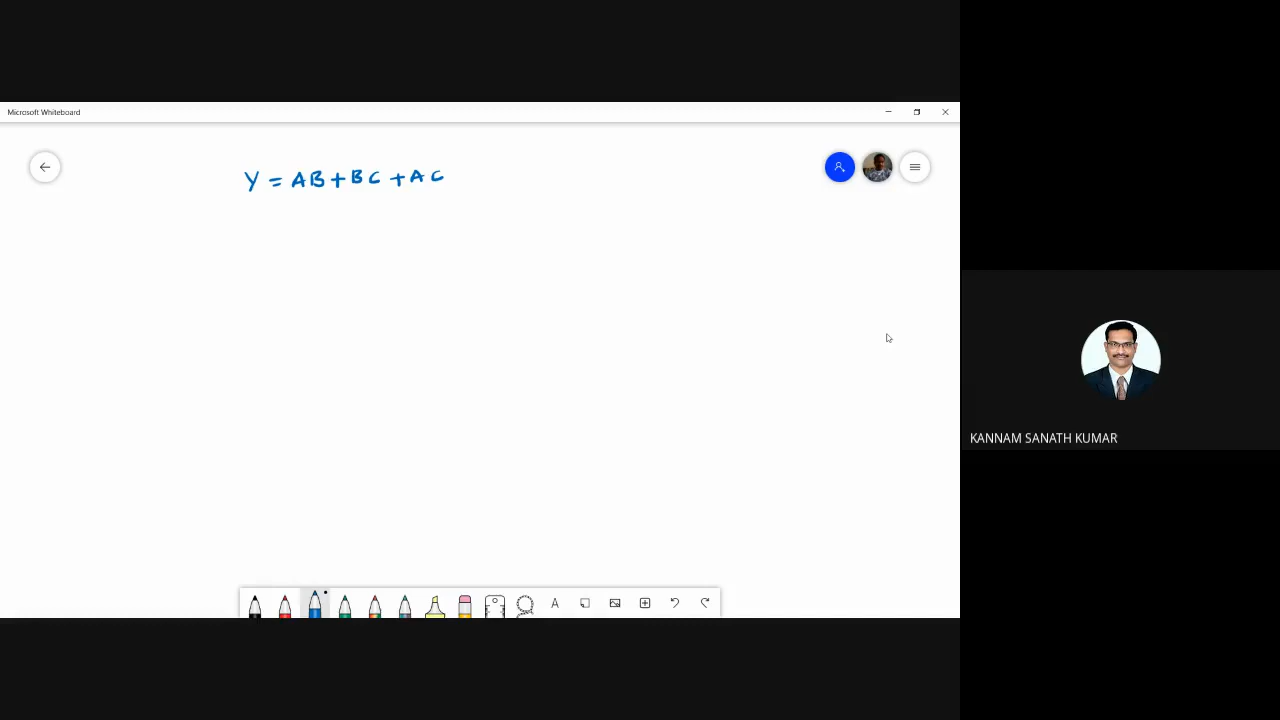 Microsoft Whiteboard
Y = AB + BC + AC
KANNAM SANATH KUMAR